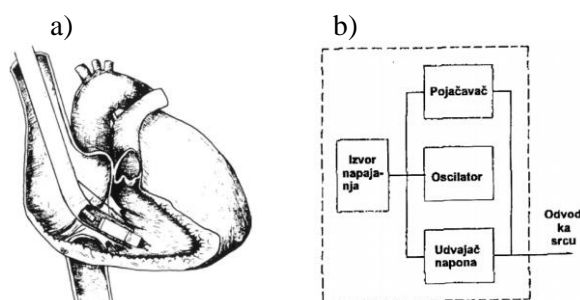 a)
b)
Pojačavač
Izvor
napaja-
nja
Oscilator
Udvajač
napona
Odvod
ka
srcu